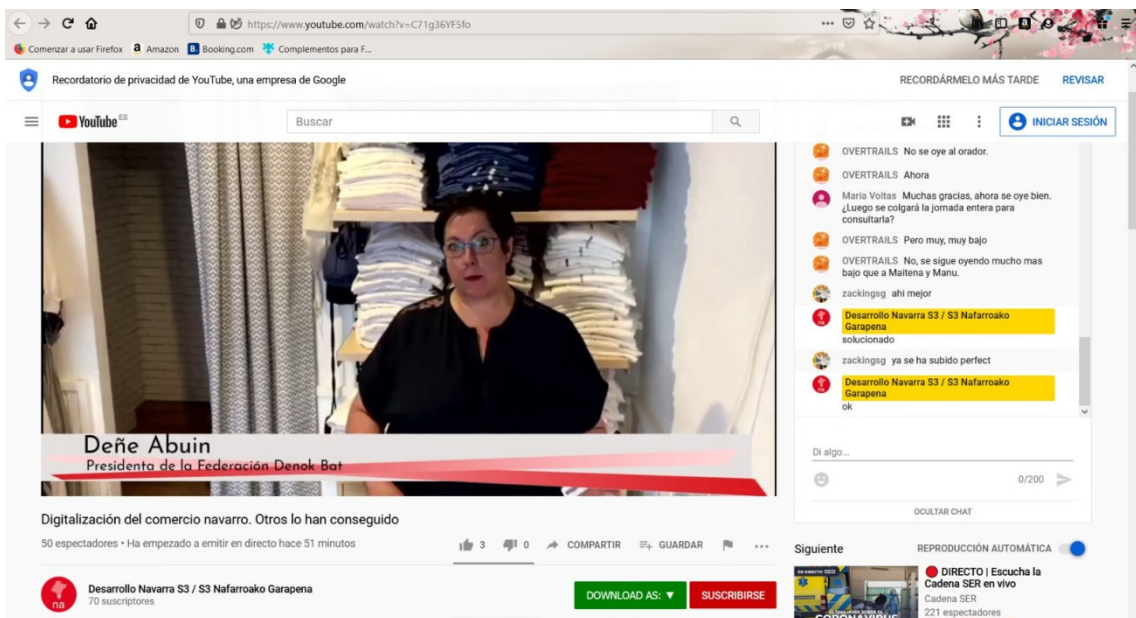 https://www.youtube.com/watch?v=C71g36YF5fo
Comenzar a usar Firefox
a Amazon
B. Booking.com
Complementos para F...
Recordatorio de privacidad de YouTube, una empresa de Google
RECORDÁRMELO MÁS TARDE
REVISAR
YouTube ES
Buscar
INICIAR SESIÓN
Deñe Abuin
Presidenta de la Federación Denok Bat
Digitalización del comercio navarro. Otros lo han conseguido
50 espectadores • Ha empezado a emitir en directo hace 51 minutos
3
0
COMPARTIR
GUARDAR
na
Desarrollo Navarra S3 / S3 Nafarroako Garapena
70 suscriptores
DOWNLOAD AS: ▼
SUSCRIBIRSE
OVERTRAILS No se oye al orador.
OVERTRAILS Ahora
María Voltas Muchas gracias, ahora se oye bien.
¿Luego se colgará la jornada entera para
consultarla?
OVERTRAILS Pero muy, muy bajo
OVERTRAILS No, se sigue oyendo mucho mas
bajo que a Maitena y Manu.
zackingsg ahi mejor
na
Desarrollo Navarra S3 / S3 Nafarroako
Garapena
solucionado
zackingsg ya se ha subido perfect
na
Desarrollo Navarra S3 / S3 Nafarroako
Garapena
ok
Di algo...
0/200
OCULTAR CHAT
Siguiente
REPRODUCCIÓN AUTOMÁTICA
CORONAVIRUS
DIRECTO | Escucha la
Cadena SER en vivo
Cadena SER
221 espectadores